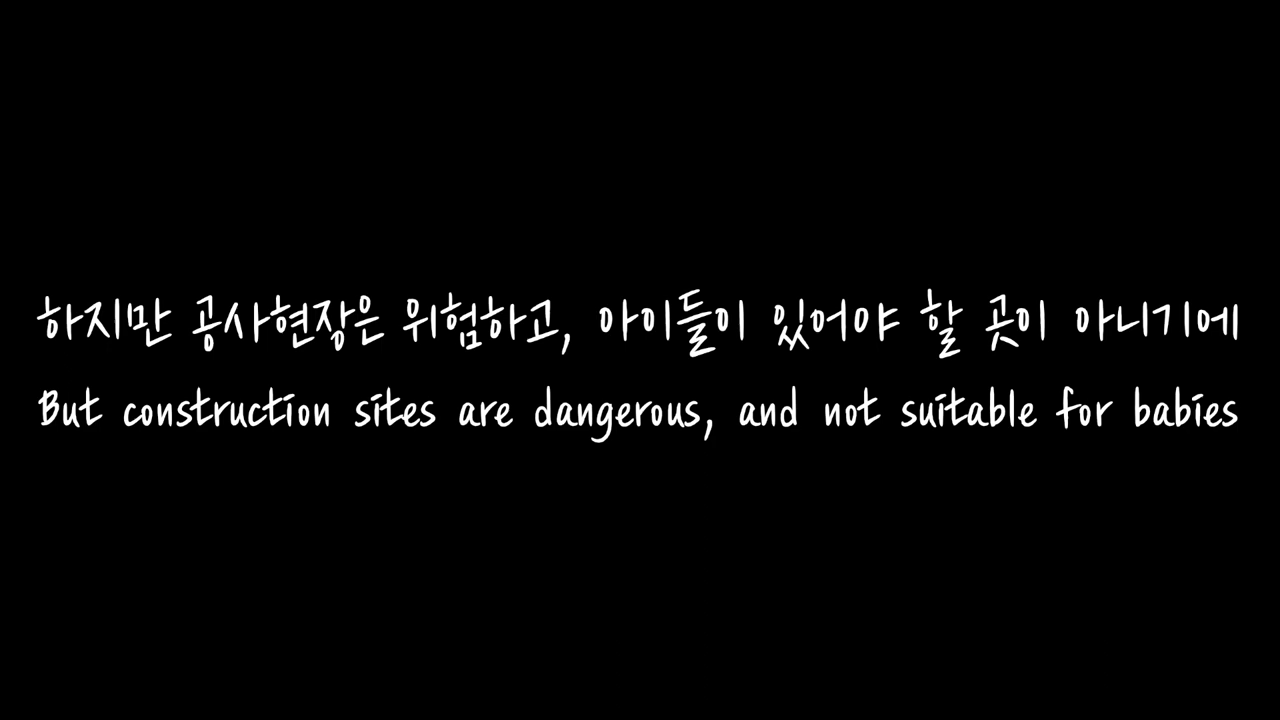 하지만 공사현장은 위험하고, 아이들이 있어야 할 곳이 아니기에
But construction sites are dangerous, and not suitable for babies